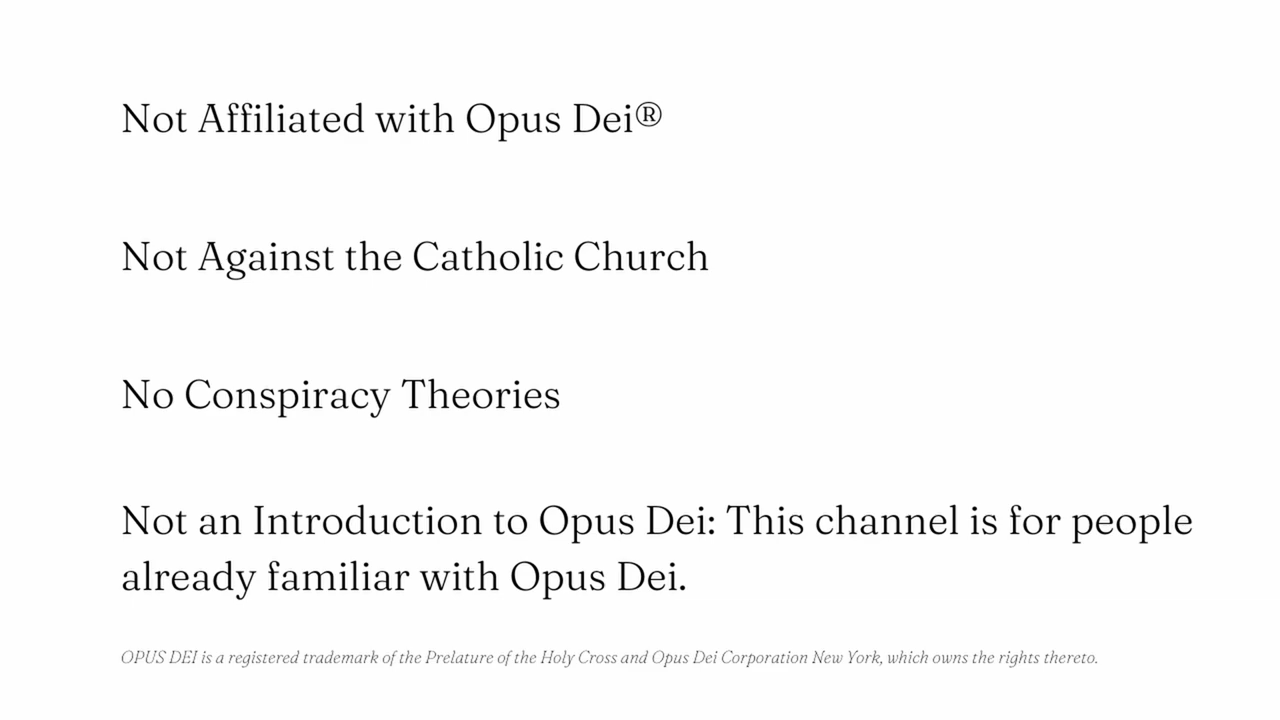 Not Affiliated with Opus Dei®
Not Against the Catholic Church
No Conspiracy Theories
Not an Introduction to Opus Dei: This channel is for people
already familiar with Opus Dei.
OPUS DEI is a registered trademark of the Prelature of the Holy Cross and Opus Dei Corporation New York, which owns the rights thereto.